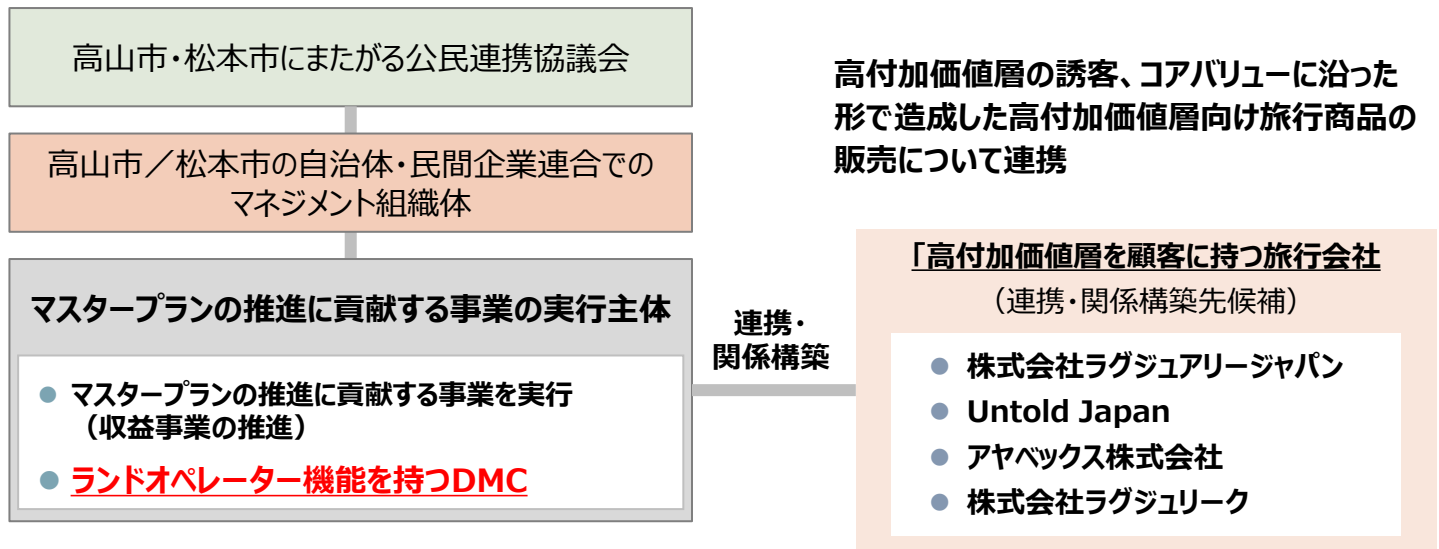 高山市・松本市にまたがる公民連携協議会
高山市／松本市の自治体・民間企業連合での
マネジメント組織体
マスタープランの推進に貢献する事業の実行主体
● マスタープランの推進に貢献する事業を実行
（収益事業の推進）
● ランドオペレーター機能を持つDMC
連携・
関係構築
高付加価値層の誘客、コアバリューに沿った
形で造成した高付加価値層向け旅行商品の
販売について連携
「高付加価値層を顧客に持つ旅行会社
（連携・関係構築先候補）
● 株式会社ラグジュアリージャパン
● Untold Japan
● アヤベックス株式会社
● 株式会社ラグジュリーク